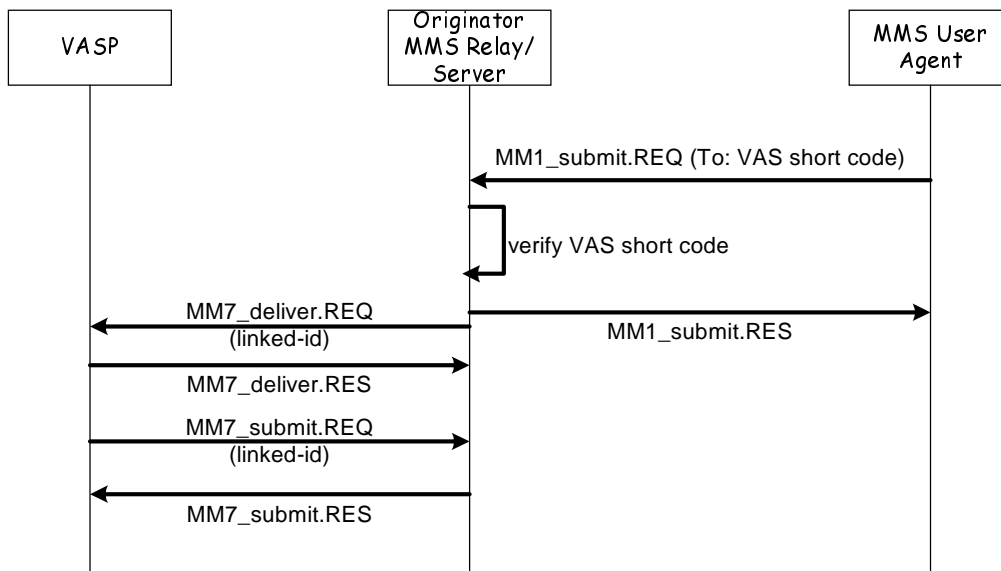 VASP
Originator
MMS Relay/
Server
MMS User
Agent
MM1_submit.REQ (To: VAS short code)
verify VAS short code
MM7_deliver.REQ
(linked-id)
MM1_submit.RES
MM7_deliver.RES
MM7_submit.REQ
(linked-id)
MM7_submit.RES